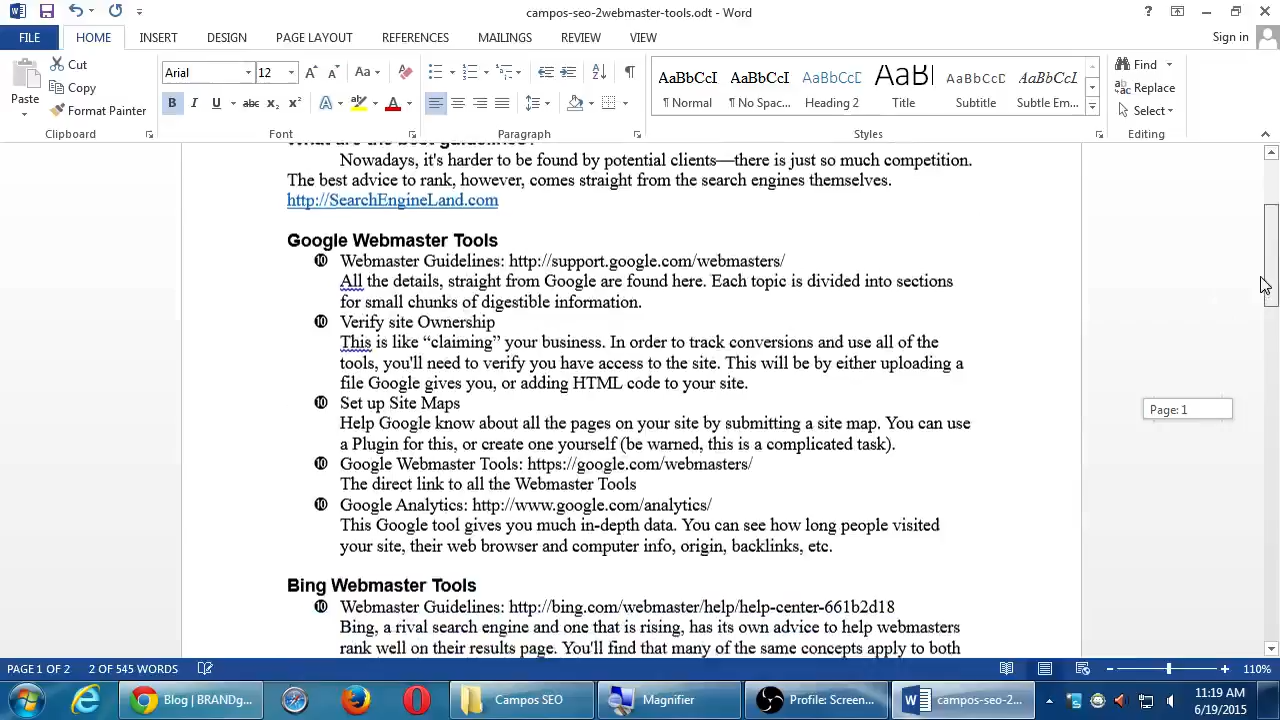 campos-seo-2webmaster-tools.odt - Word
FILE
HOME
INSERT
DESIGN
PAGE LAYOUT
REFERENCES
MAILINGS
REVIEW
VIEW
Sign in
Paste
Cut
Copy
Format Painter
Clipboard
Arial
12
Font
Paragraph
AaBbCcI
¶ Normal
AaBbCcI
¶ No Spac...
AaBbCcD
Heading 2
AaBl
Title
AaBbCcD
Subtitle
AaBbCcL
Subtle Em...
Styles
Find
Replace
Select
Editing
What are the best guidelines?
Nowadays, it's harder to be found by potential clients—there is just so much competition.
The best advice to rank, however, comes straight from the search engines themselves.
http://SearchEngineLand.com
Google Webmaster Tools
❿ Webmaster Guidelines: http://support.google.com/webmasters/
All the details, straight from Google are found here. Each topic is divided into sections
for small chunks of digestible information.
❿ Verify site Ownership
This is like “claiming” your business. In order to track conversions and use all of the
tools, you'll need to verify you have access to the site. This will be by either uploading a
file Google gives you, or adding HTML code to your site.
❿ Set up Site Maps
Help Google know about all the pages on your site by submitting a site map. You can use
a Plugin for this, or create one yourself (be warned, this is a complicated task).
❿ Google Webmaster Tools: https://google.com/webmasters/
The direct link to all the Webmaster Tools
❿ Google Analytics: http://www.google.com/analytics/
This Google tool gives you much in-depth data. You can see how long people visited
your site, their web browser and computer info, origin, backlinks, etc.
Bing Webmaster Tools
❿ Webmaster Guidelines: http://bing.com/webmaster/help/help-center-661b2d18
Bing, a rival search engine and one that is rising, has its own advice to help webmasters
rank well on their results page. You'll find that many of the same concepts apply to both
Page: 1
PAGE 1 OF 2
2 OF 545 WORDS
110%
Blog | BRANDg...
Campos SEO
Magnifier
Profile: Screen...
campos-seo-2...
11:19 AM
6/19/2015